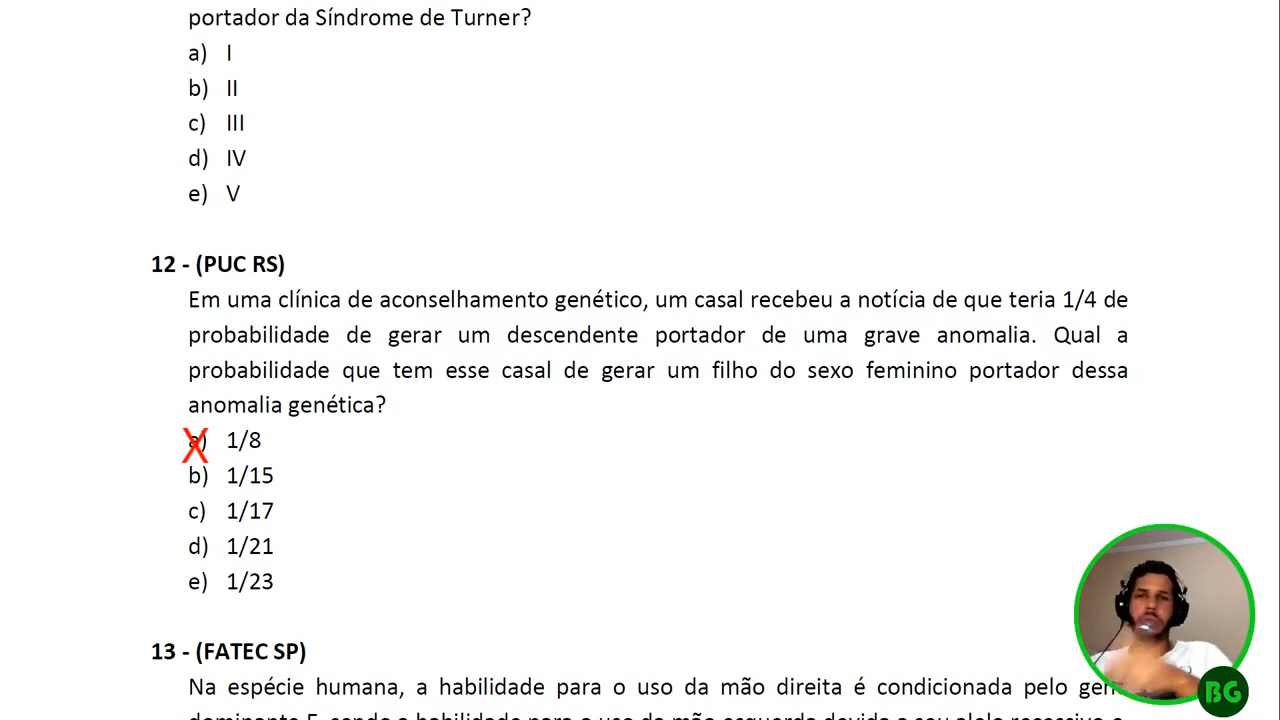 portador da Síndrome de Turner?
a) I
b) II
c) III
d) IV
e) V
12 - (PUC RS)
Em uma clínica de aconselhamento genético, um casal recebeu a notícia de que teria 1/4 de
probabilidade de gerar um descendente portador de uma grave anomalia. Qual a
probabilidade que tem esse casal de gerar um filho do sexo feminino portador dessa
anomalia genética?
a) 1/8
b) 1/15
c) 1/17
d) 1/21
e) 1/23
13 - (FATEC SP)
Na espécie humana, a habilidade para o uso da mão direita é condicionada pelo gen
BG